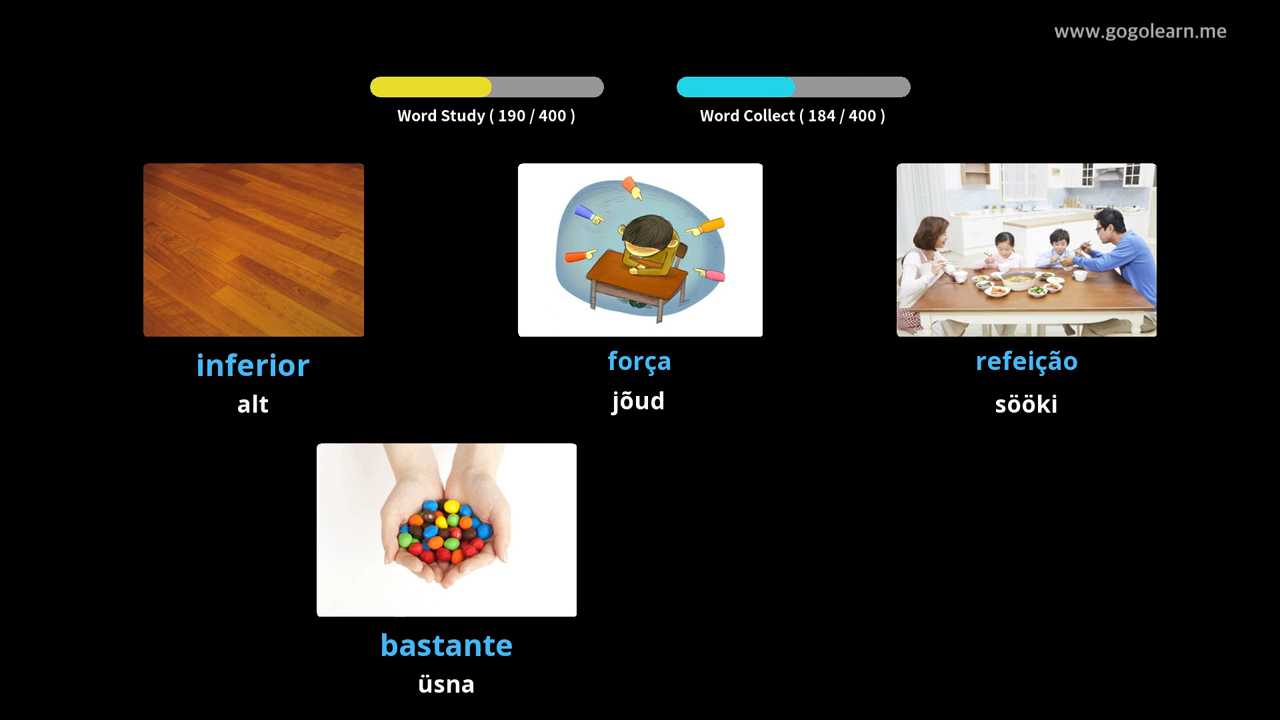 www.gogolearn.me
Word Study ( 190 / 400 )
Word Collect ( 184 / 400 )
inferior
alt
força
jõud
refeição
sööki
bastante
üsna